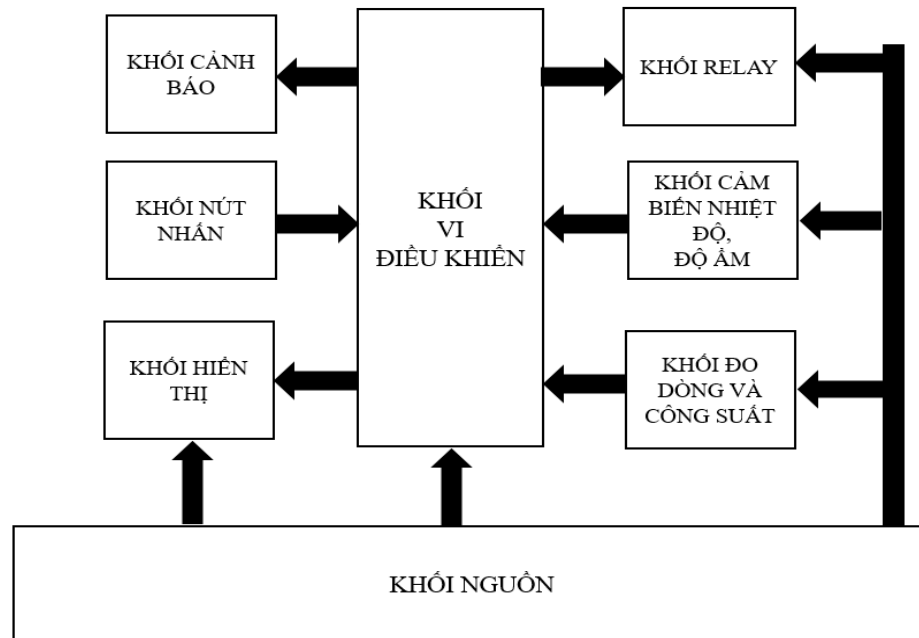 KHỐI CẢNH
BÁO
KHỐI
VI
ĐIỀU KHIỂN
KHỐI RELAY
KHỐI NÚT
NHẤN
KHỐI CẢM
BIẾN NHIỆT
ĐỘ,
ĐỘ ẨM
KHỐI HIỂN
THỊ
KHỐI ĐO
DÒNG VÀ
CÔNG SUẤT
KHỐI NGUỒN